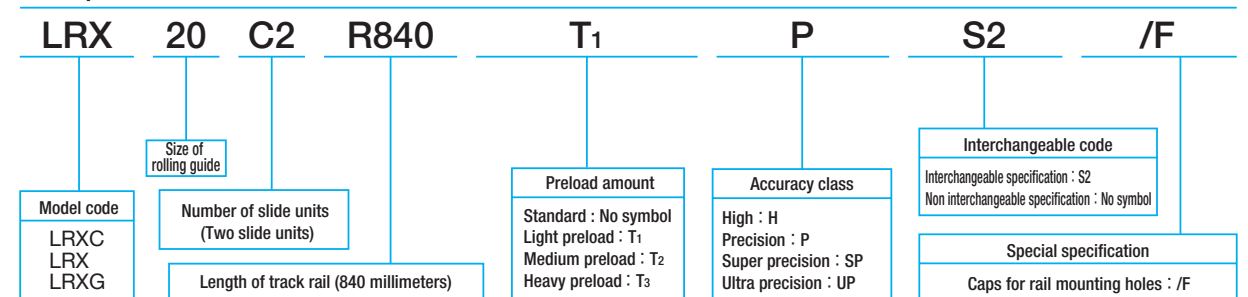 LRX 20 C2 R840 T1 P S2 /F
Size of
rolling guide
Interchangeable code
Interchangeable specification : S2
Non interchangeable specification : No symbol
Model code
LRXC
LRX
LRXG
Number of slide units
(Two slide units)
Length of track rail (840 millimeters)
Preload amount
Standard : No symbol
Light preload : T1
Medium preload : T2
Heavy preload : T3
Accuracy class
High : H
Precision : P
Super precision : SP
Ultra precision : UP
Special specification
Caps for rail mounting holes : /F